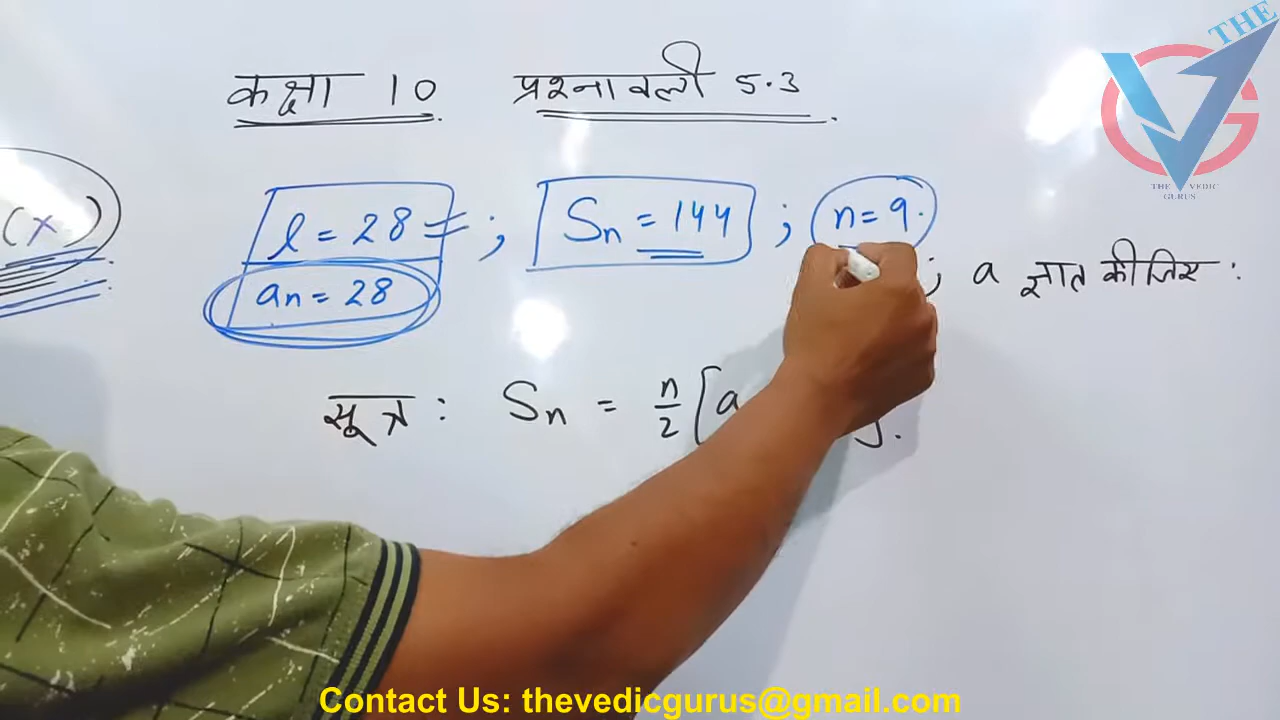 THE
कक्षा 10 प्रश्नावली 5.3
THE VEDIC
GURUS
(x)
l = 28 ; Sn = 144 ; n = 9.
an = 28
; a ज्ञात कीजिए :
सूत्र : Sn = n/2 [a ].
Contact Us: thevedicgurus@gmail.com